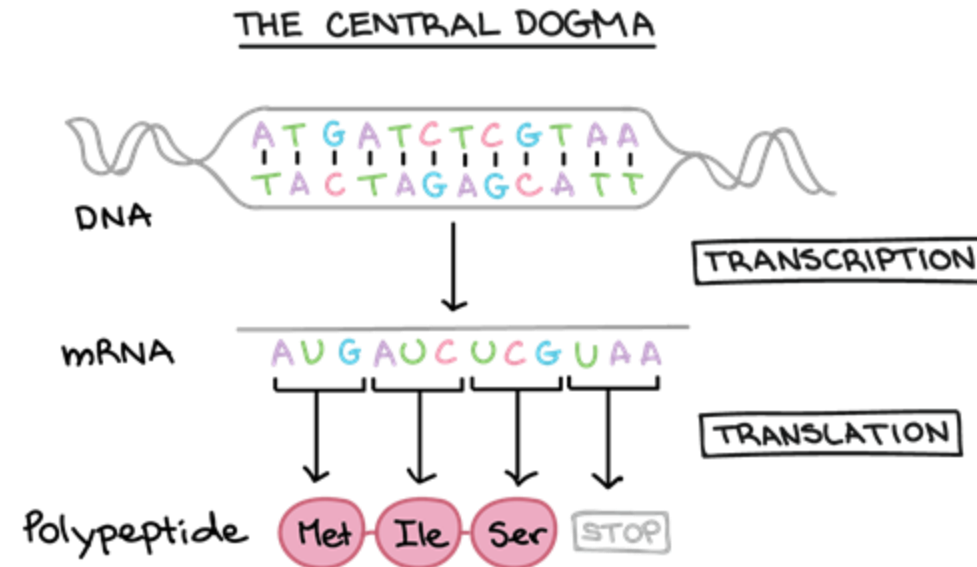 THE CENTRAL DOGMA
A T G A T C T C G T A A
T A C T A G A G C A T T
DNA
TRANSCRIPTION
mRNA
A U G A U C U C G U A A
TRANSLATION
Polypeptide Met Ile Ser STOP